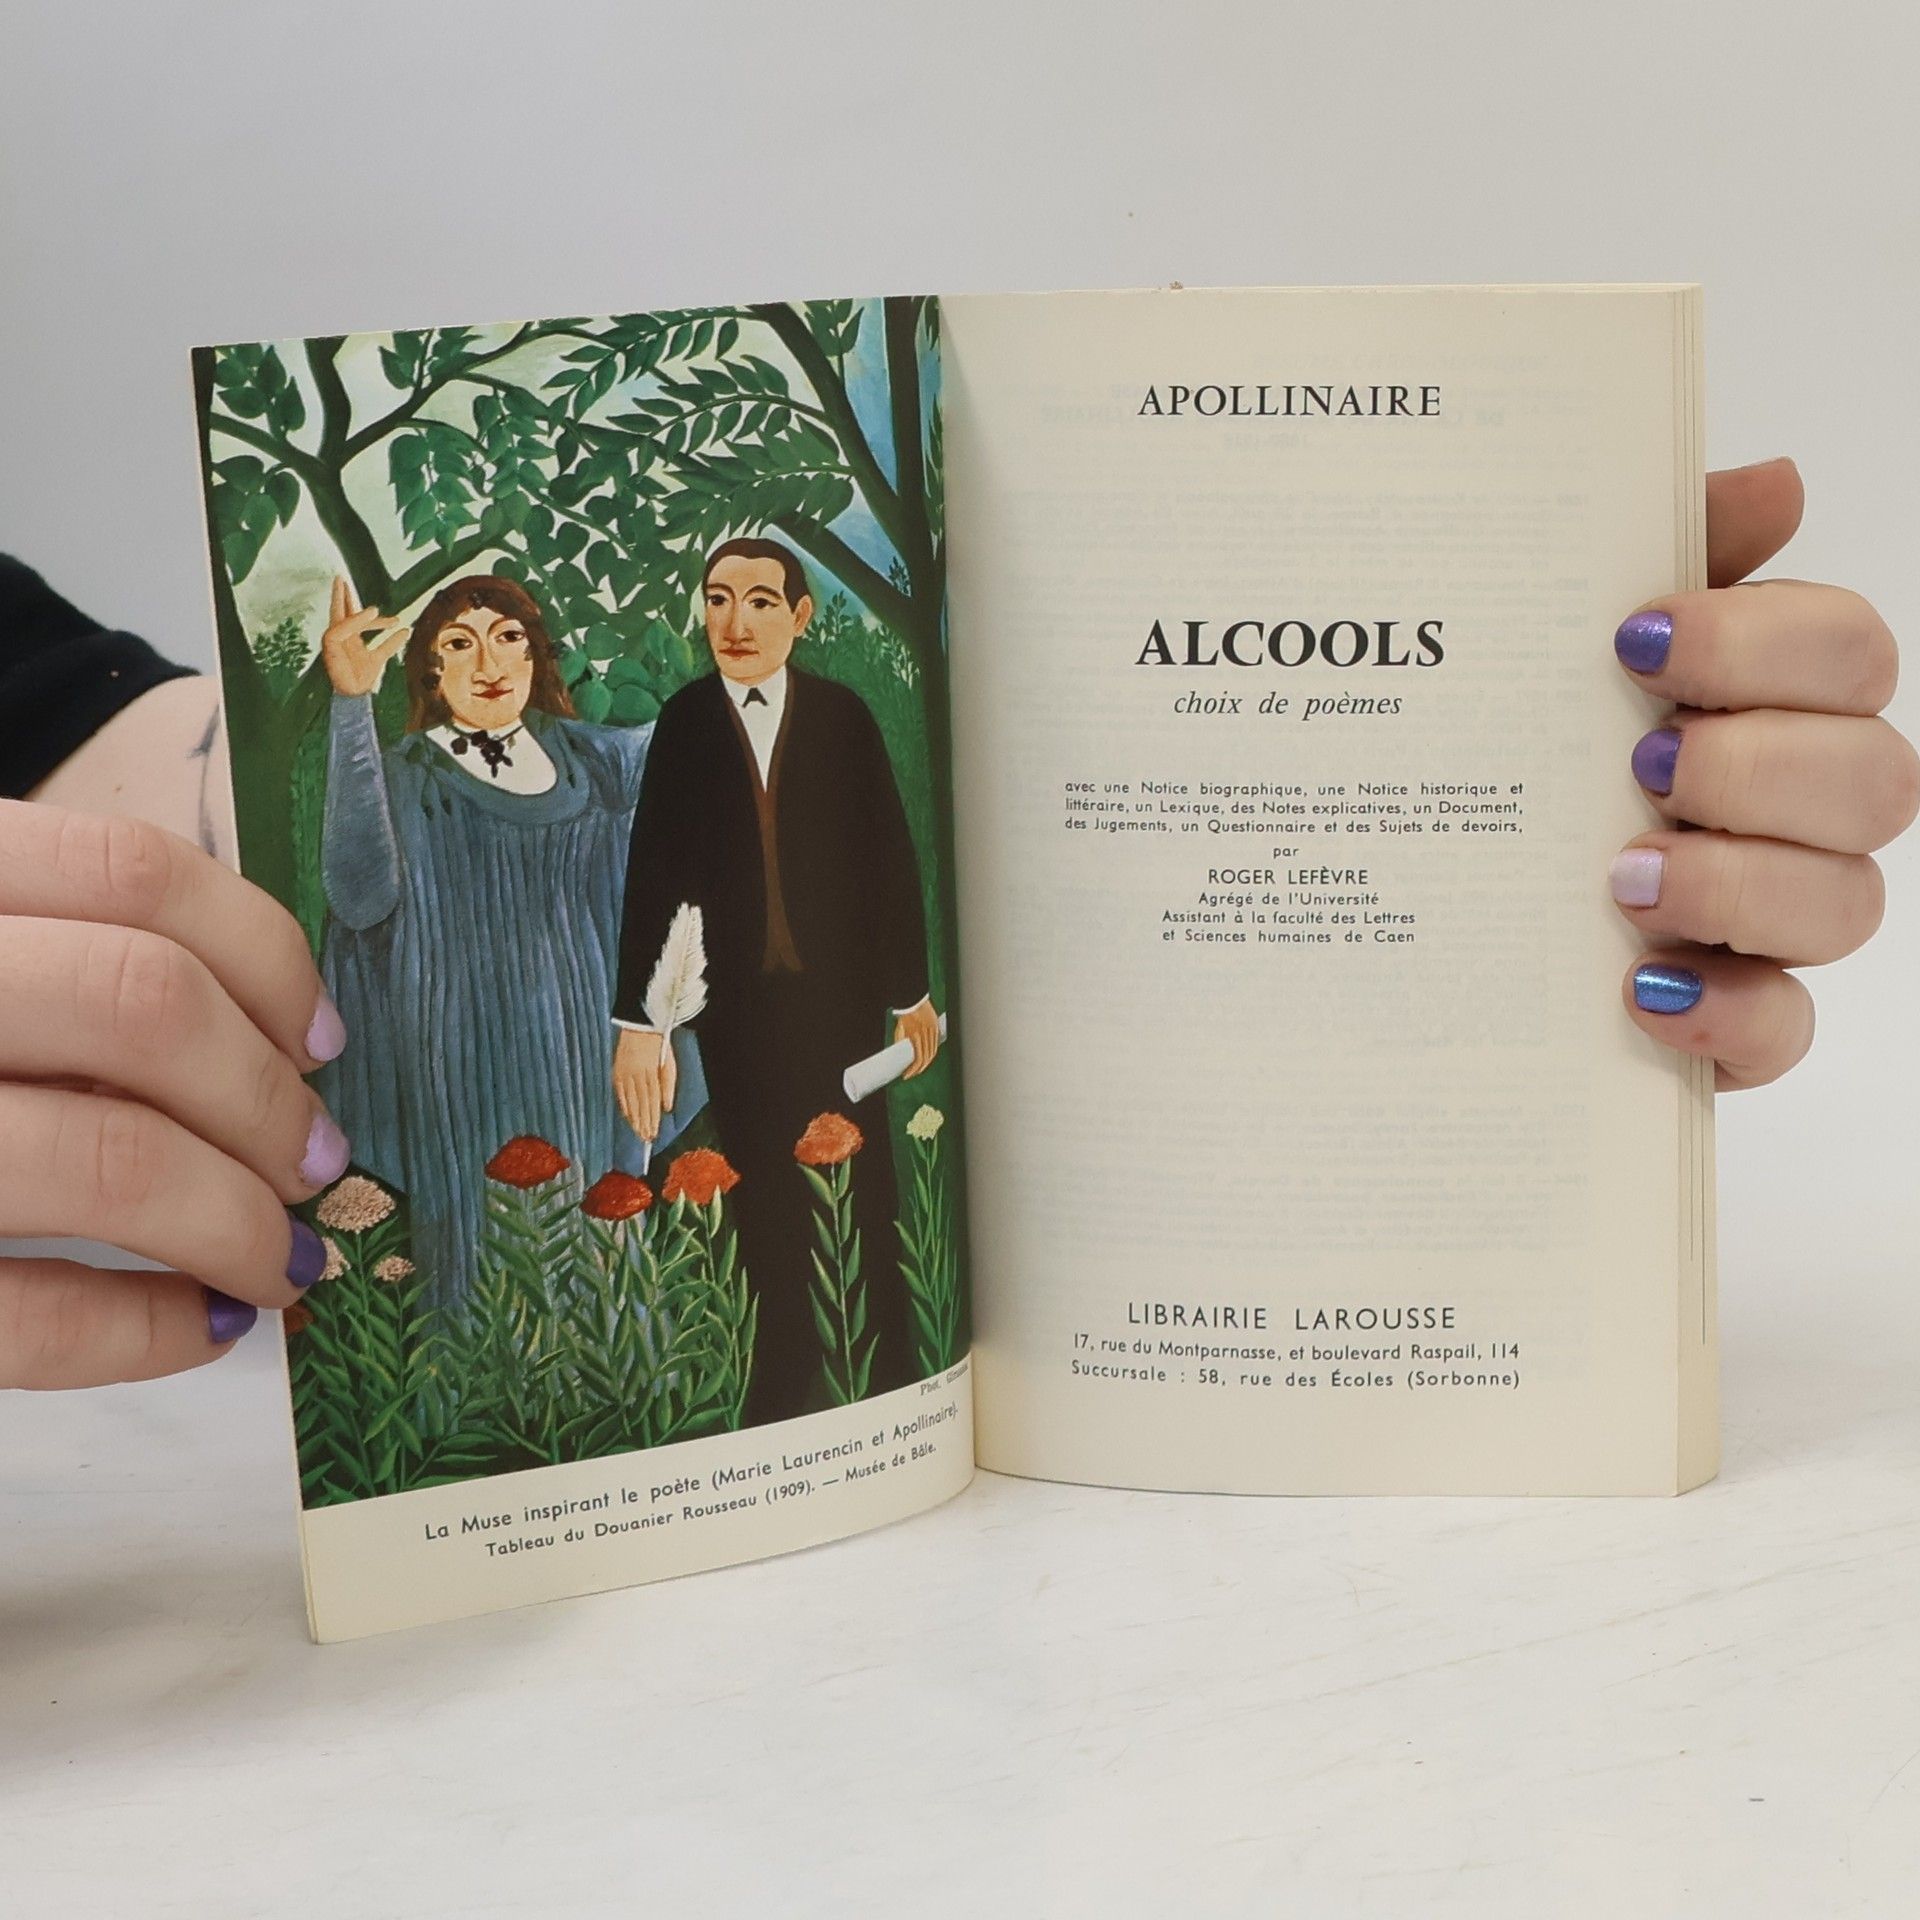 Phot.
La Muse inspirant le poète (Marie Laurencin et Apollinaire).
Tableau du Douanier Rousseau (1909). — Musée de Bâle.
APOLLINAIRE
ALCOOLS
choix de poèmes
avec une Notice biographique, une Notice historique et
littéraire, un Lexique, des Notes explicatives, un Document,
des Jugements, un Questionnaire et des Sujets de devoirs,
par
ROGER LEFÈVRE
Agrégé de l'Université
Assistant à la faculté des Lettres
et Sciences humaines de Caen
LIBRAIRIE LAROUSSE
17, rue du Montparnasse, et boulevard Raspail, 114
Succursale : 58, rue des Écoles (Sorbonne)